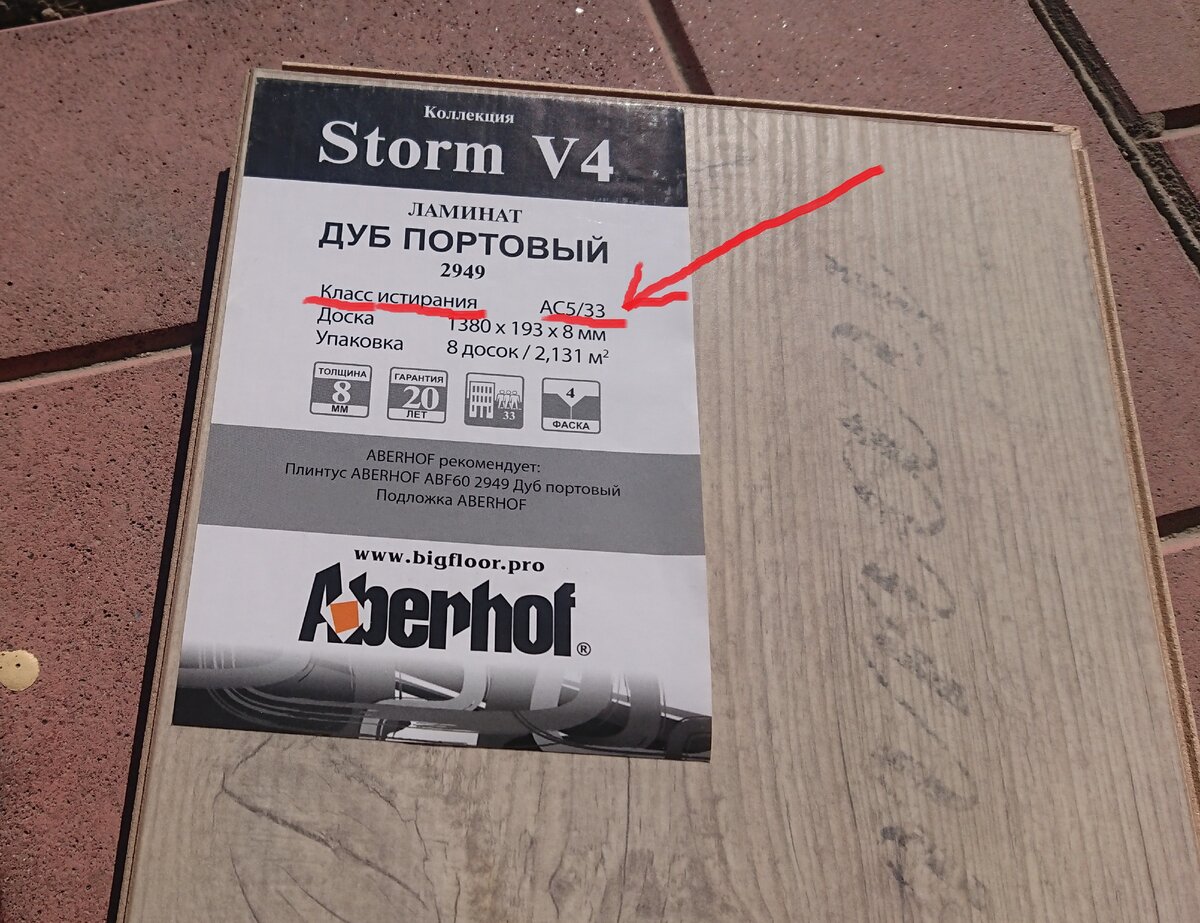 Коллекция
Storm V4
ЛАМИНАТ
ДУБ ПОРТОВЫЙ
2949
Класс истирания AC5/33
Доска 1380 x 193 x 8 мм
Упаковка 8 досок / 2,131 м²
ТОЛЩИНА
8
ММ
ГАРАНТИЯ
20
ЛЕТ
33
4
ФАСКА
ABERHOF рекомендует:
Плинтус ABERHOF ABF60 2949 Дуб портовый
Подложка ABERHOF
www.bigfloor.pro
Aberhof®